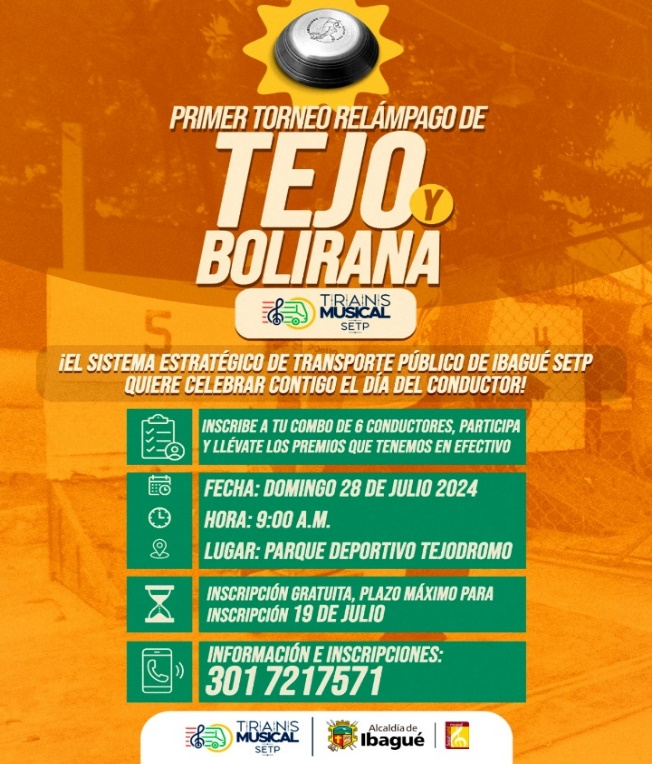 PRIMER TORNEO RELÁMPAGO DE
TEJO Y
BOLIRANA
TRANS
MUSICAL
SETP
¡EL SISTEMA ESTRATÉGICO DE TRANSPORTE PÚBLICO DE IBAGUÉ SETP
QUIERE CELEBRAR CONTIGO EL DÍA DEL CONDUCTOR!
INSCRIBE A TU COMBO DE 6 CONDUCTORES, PARTICIPA
Y LLÉVATE LOS PREMIOS QUE TENEMOS EN EFECTIVO
FECHA: DOMINGO 28 DE JULIO 2024
HORA: 9:00 A.M.
LUGAR: PARQUE DEPORTIVO TEJODROMO
INSCRIPCIÓN GRATUITA, PLAZO MÁXIMO PARA
INSCRIPCIÓN 19 DE JULIO
INFORMACIÓN E INSCRIPCIONES:
301 7217571
TRANS
MUSICAL
SETP
Alcaldía de
Ibagué
5
4